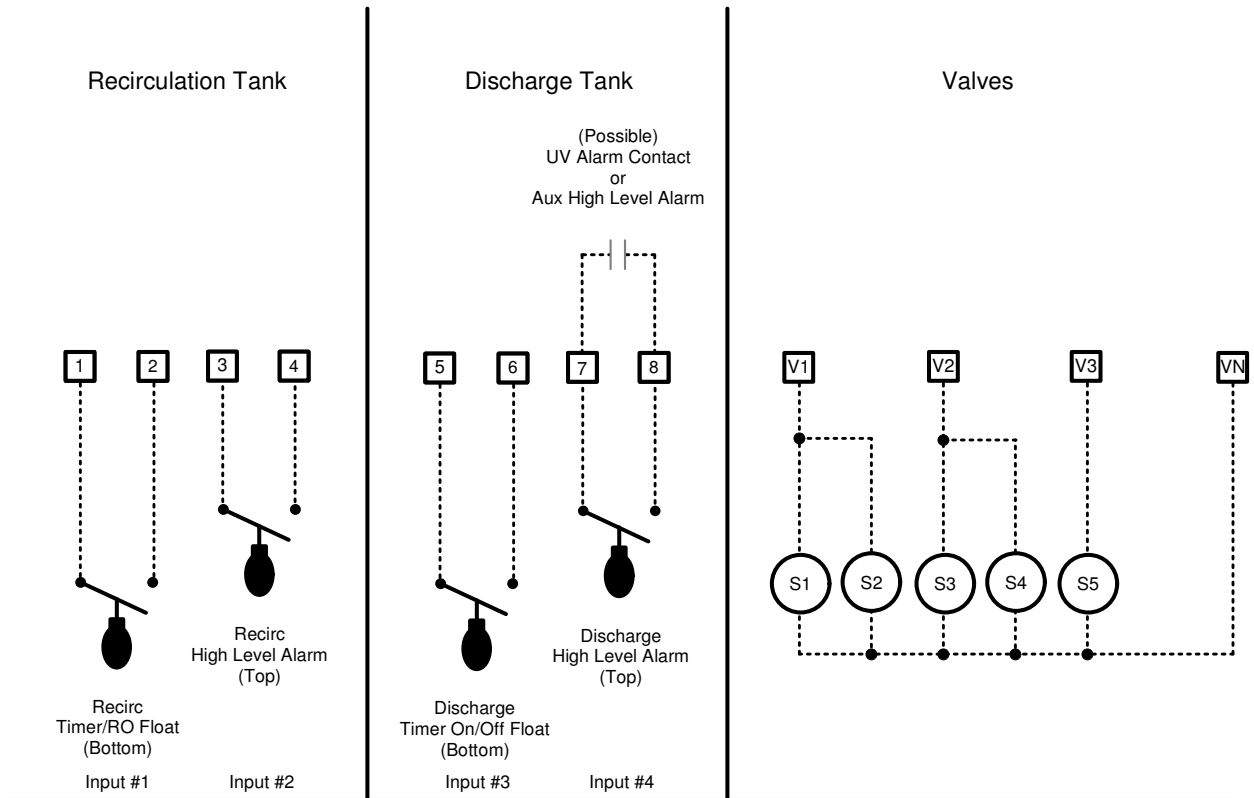 Recirculation Tank
Discharge Tank
Valves
(Possible)
UV Alarm Contact
or
Aux High Level Alarm
1
2
3
4
5
6
7
8
V1
V2
V3
VN
S1
S2
S3
S4
S5
Recirc
High Level Alarm
(Top)
Discharge
High Level Alarm
(Top)
Recirc
Timer/RO Float
(Bottom)
Discharge
Timer On/Off Float
(Bottom)
Input #1
Input #2
Input #3
Input #4